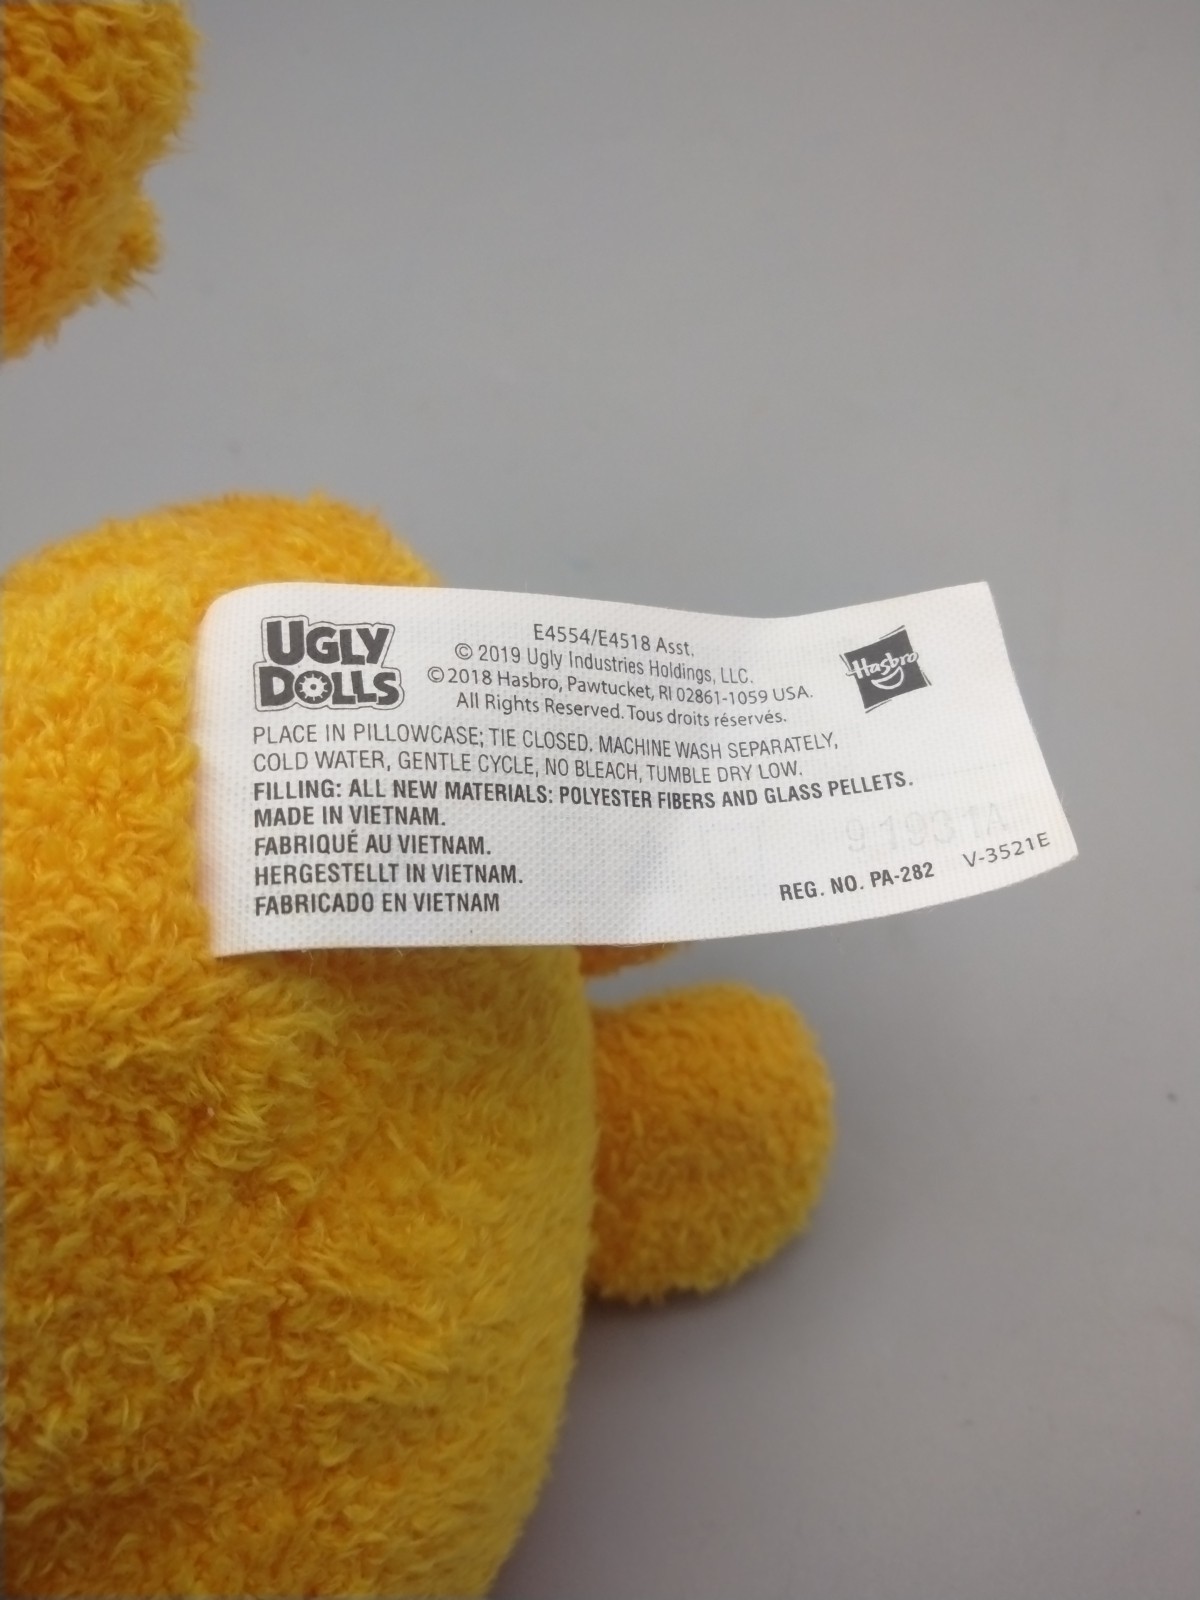 UGLY
DOLLS
E4554/E4518 Asst.
© 2019 Ugly Industries Holdings, LLC.
© 2018 Hasbro, Pawtucket, RI 02861-1059 USA.
All Rights Reserved. Tous droits réservés.
Hasbro
PLACE IN PILLOWCASE; TIE CLOSED. MACHINE WASH SEPARATELY,
COLD WATER, GENTLE CYCLE, NO BLEACH, TUMBLE DRY LOW.
FILLING: ALL NEW MATERIALS: POLYESTER FIBERS AND GLASS PELLETS.
MADE IN VIETNAM.
FABRIQUÉ AU VIETNAM.
HERGESTELLT IN VIETNAM.
FABRICADO EN VIETNAM
91931A
REG. NO. PA-282 V-3521E